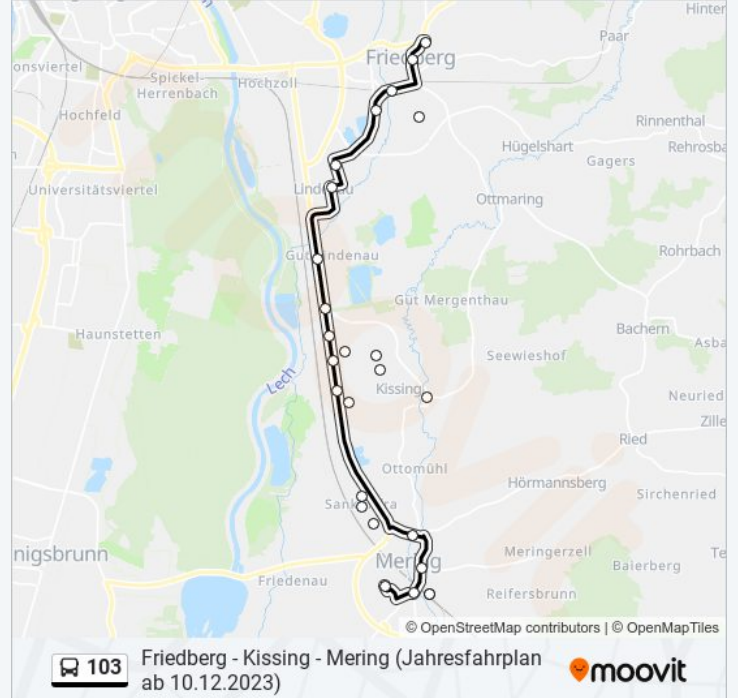 Hinter
Paar
Friedberg
onsviertel
Spickel-
Herrenbach
Hochzoll
Hochfeld
Rinnenthal
Hügelshart
Rehrosba
Gagers
Universitätsviertel
Lindenau
Ottmaring
Rohrbach
Gut Lindenau
Gut Mergenthau
Bachern
Haunstetten
Asba
Seewieshof
Lech
Kissing
Neuried
Zille
Ried
Ottomühl
Hörmannsberg
Sirchenried
nigsbrunn
Mering
Meringerzell
Te
Baierberg
Friedenau
Reifersbrunn
© OpenStreetMap contributors | © OpenMapTiles
103
Friedberg - Kissing - Mering (Jahresfahrplan
ab 10.12.2023)
moovit